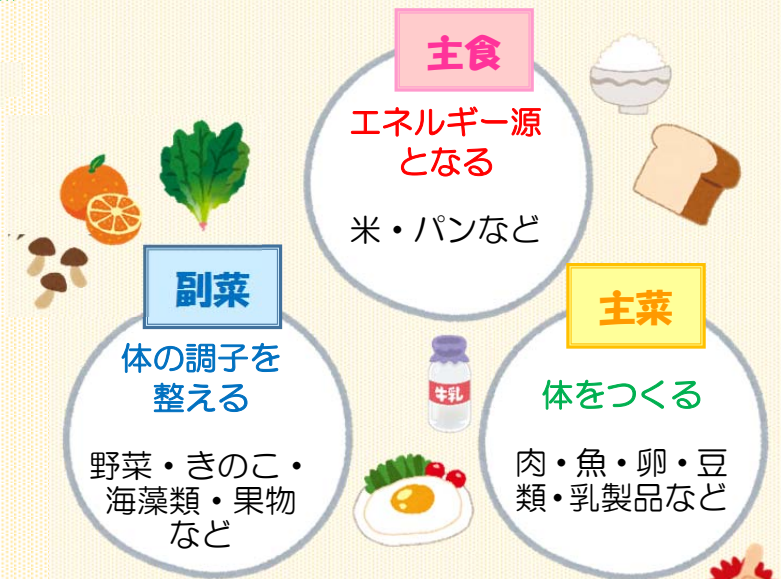 主食
エネルギー源
となる
米・パンなど
副菜
体の調子を
整える
野菜・きのこ・
海藻類・果物
など
主菜
体をつくる
肉・魚・卵・豆
類・乳製品など
牛乳